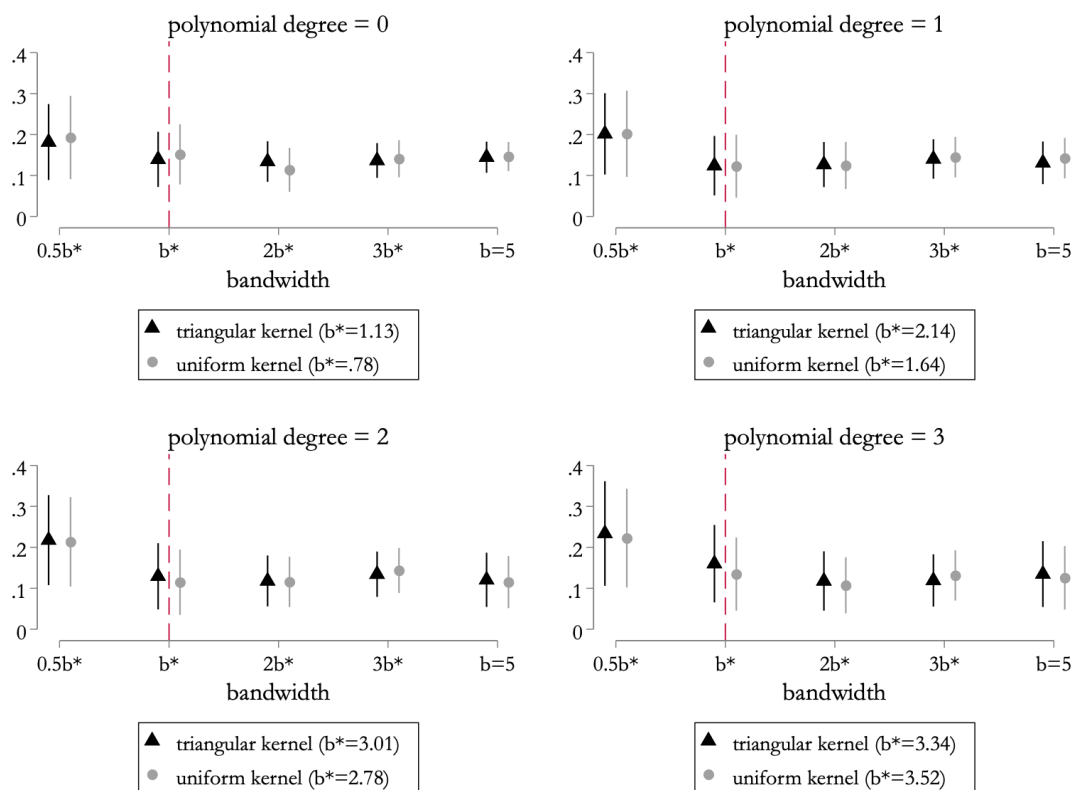 polynomial degree = 0
.4
.3
.2
.1
0
0.5b* b* 2b* 3b* b=5
bandwidth
triangular kernel (b*=1.13)
uniform kernel (b*=.78)
polynomial degree = 1
.4
.3
.2
.1
0
0.5b* b* 2b* 3b* b=5
bandwidth
triangular kernel (b*=2.14)
uniform kernel (b*=1.64)
polynomial degree = 2
.4
.3
.2
.1
0
0.5b* b* 2b* 3b* b=5
bandwidth
triangular kernel (b*=3.01)
uniform kernel (b*=2.78)
polynomial degree = 3
.4
.3
.2
.1
0
0.5b* b* 2b* 3b* b=5
bandwidth
triangular kernel (b*=3.34)
uniform kernel (b*=3.52)